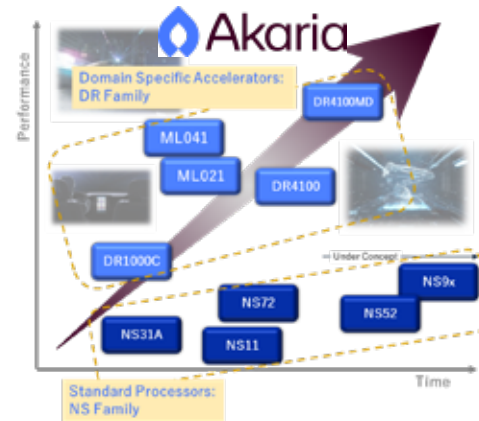 Akaria
Performance
Domain Specific Accelerators:
DR Family
DR4100MD
ML041
ML021
DR4100
DR1000C
Under Concept
NS9x
NS72
NS52
NS31A
NS11
Time
Standard Processors:
NS Family